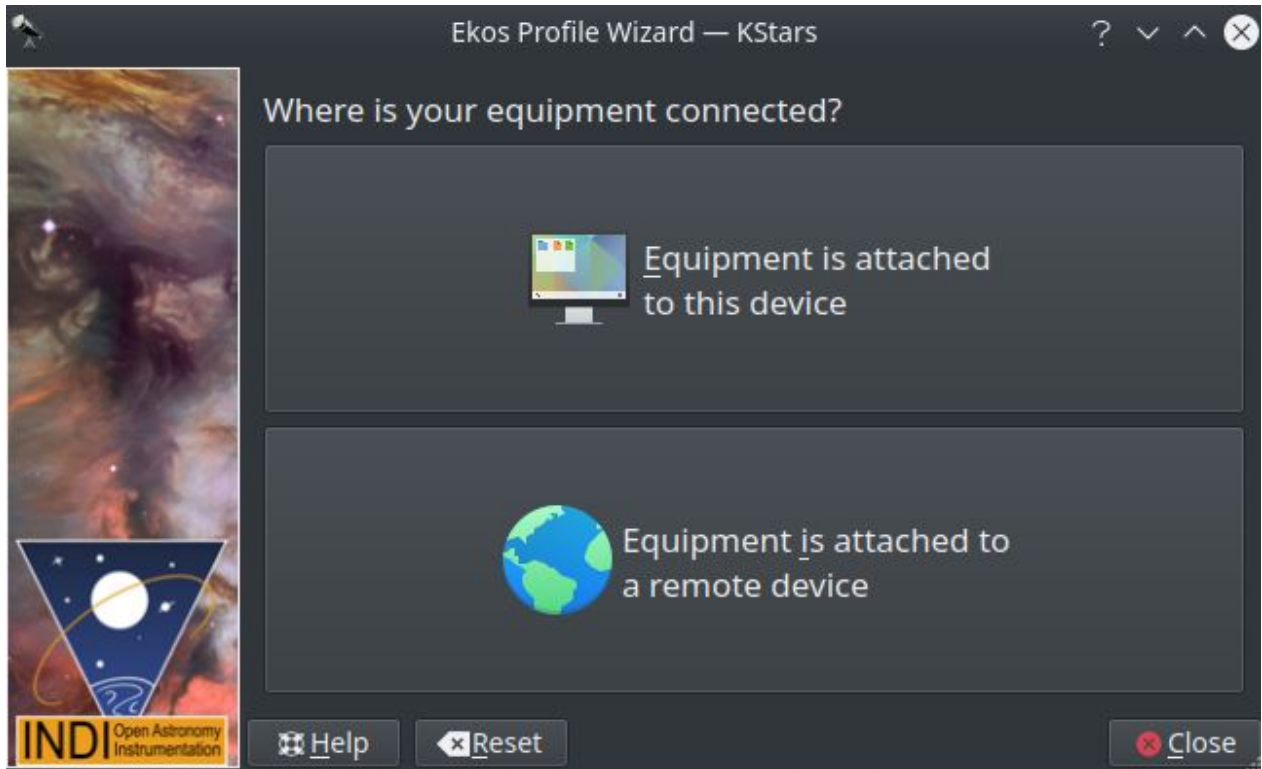 Ekos Profile Wizard — KStars
Where is your equipment connected?
Equipment is attached
to this device
Equipment is attached to
a remote device
INDI Open Astronomy
Instrumentation
Help
Reset
Close